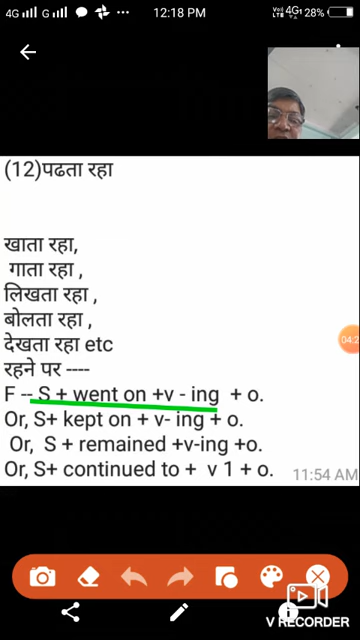 4G G 12:18 PM VoLTE 4G 28%
(12)पढता रहा
खाता रहा,
गाता रहा ,
लिखता रहा ,
बोलता रहा ,
देखता रहा etc
रहने पर ----
F -- S + went on +v - ing + o.
Or, S+ kept on + v- ing + o.
Or, S + remained +v-ing +o.
Or, S+ continued to + v 1 + o. 11:54 AM
V RECORDER